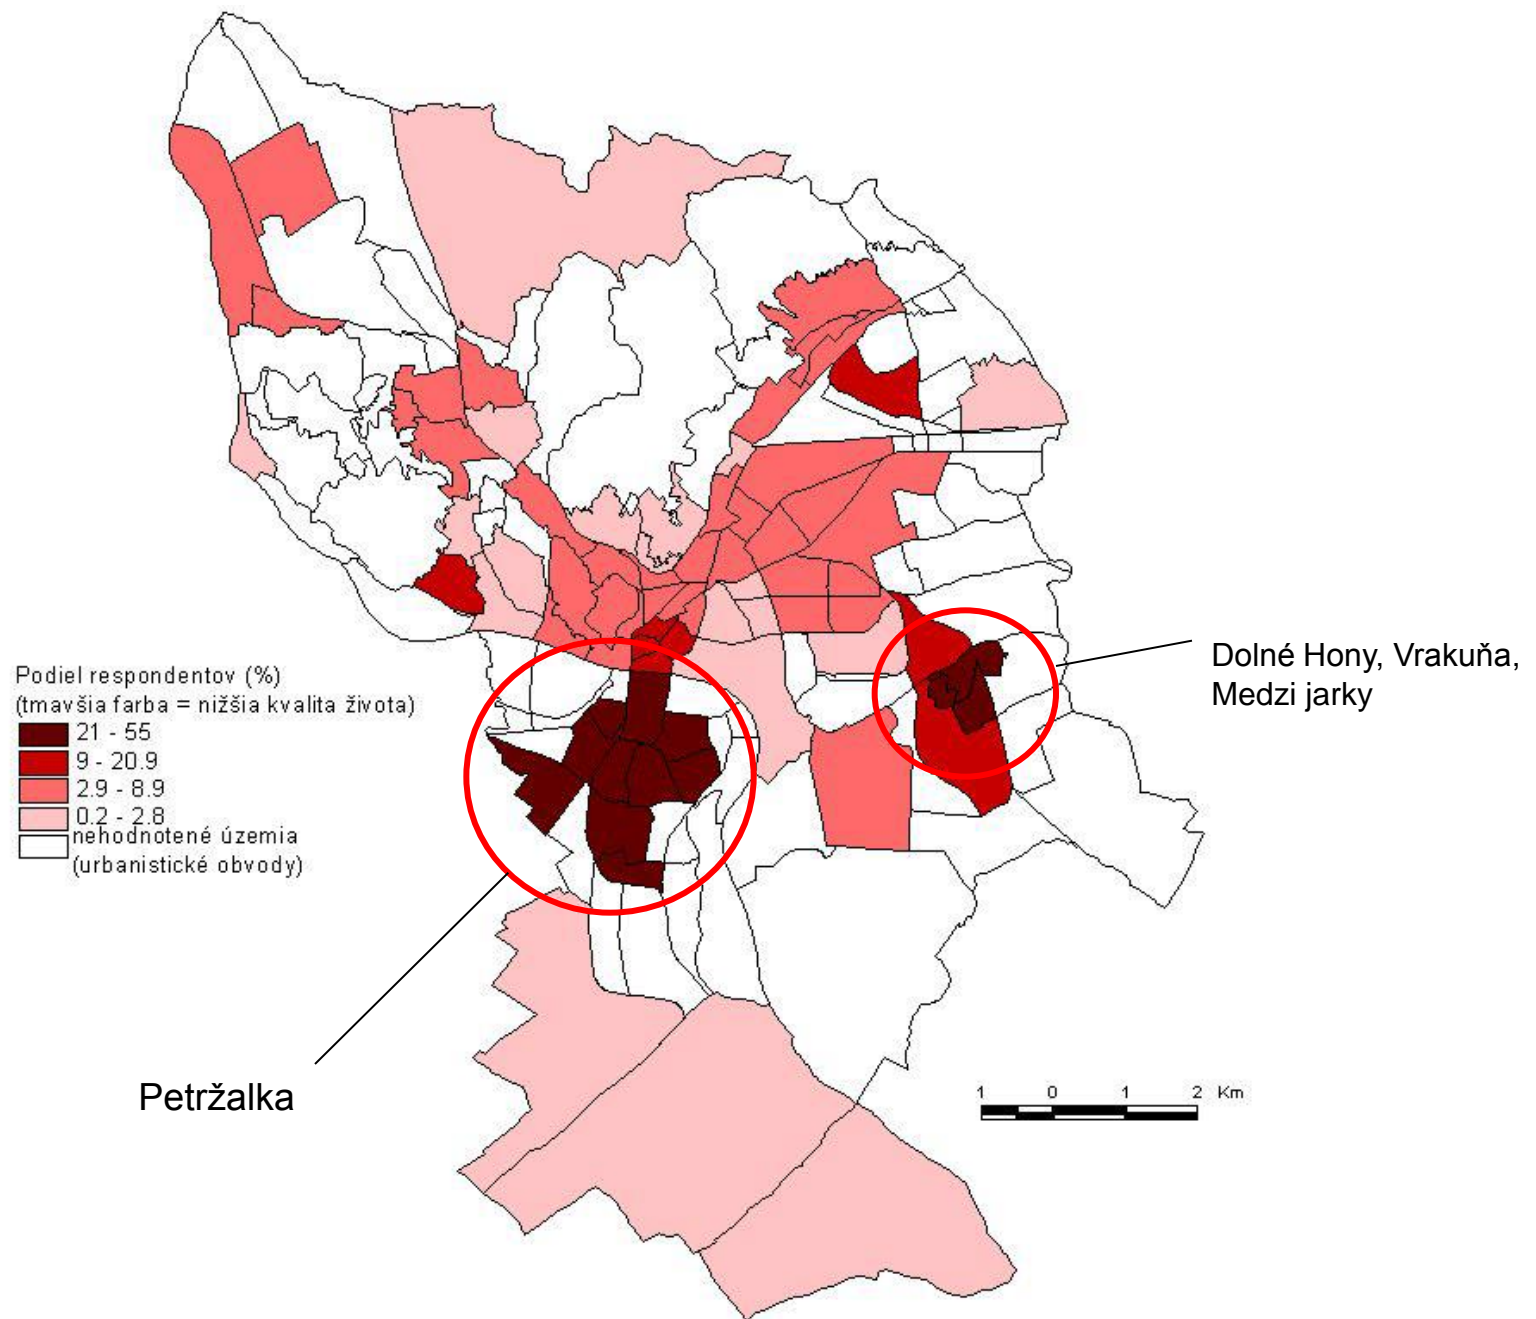 Podiel respondentov (%)
(tmavšia farba = nižšia kvalita života)
21 - 55
9 - 20.9
2.9 - 8.9
0.2 - 2.8
nehodnotené územia
(urbanistické obvody)
Dolné Hony, Vrakuňa,
Medzi jarky
Petržalka
1 0 1 2 Km